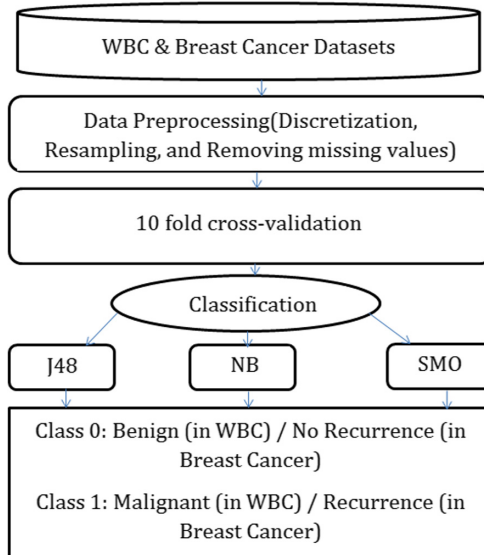 WBC & Breast Cancer Datasets
Data Preprocessing(Discretization,
Resampling, and Removing missing values)
10 fold cross-validation
Classification
J48
NB
SMO
Class 0: Benign (in WBC) / No Recurrence (in
Breast Cancer)
Class 1: Malignant (in WBC) / Recurrence (in
Breast Cancer)